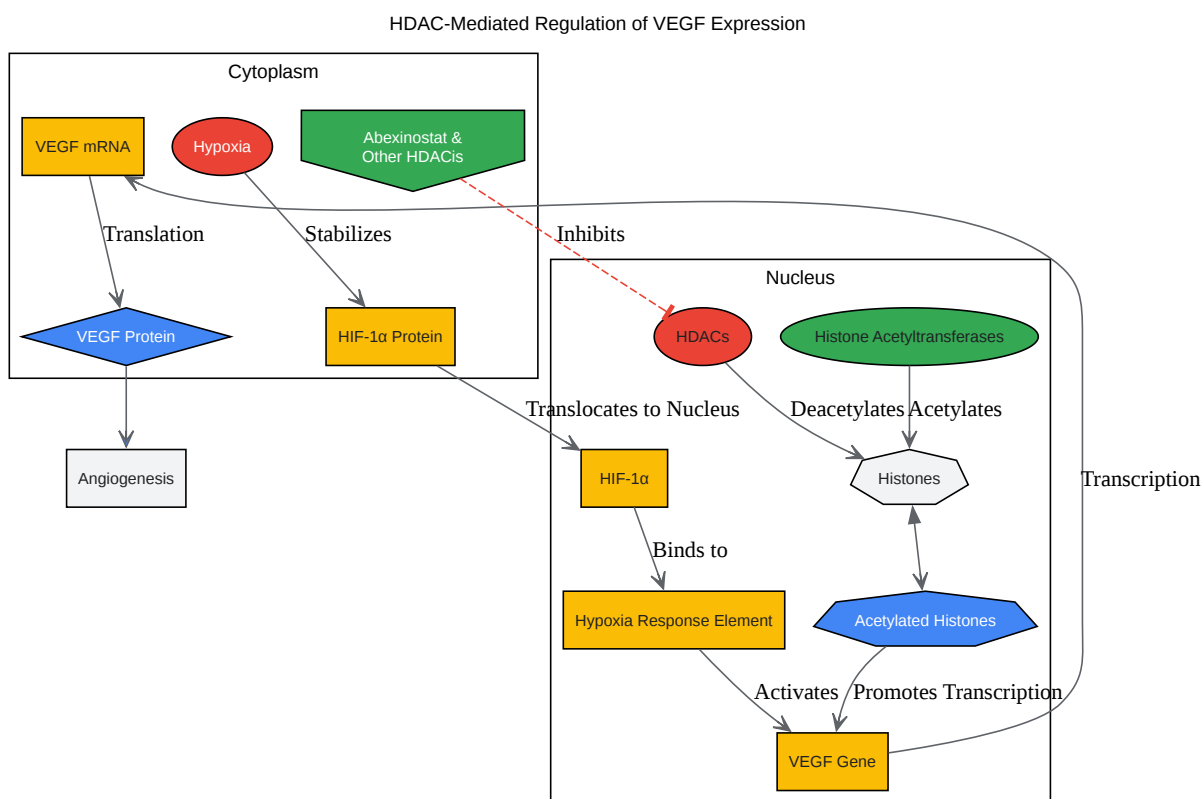 HDAC-Mediated Regulation of VEGF Expression
Cytoplasm
VEGF mRNA
Hypoxia
Abexinostat &
Other HDACis
Translation
Stabilizes
Inhibits
Nucleus
VEGF Protein
HIF-1α Protein
HDACs
Histone Acetyltransferases
Translocates to Nucleus
Deacetylates
Acetylates
Angiogenesis
HIF-1α
Histones
Transcription
Binds to
Hypoxia Response Element
Acetylated Histones
Activates
Promotes Transcription
VEGF Gene